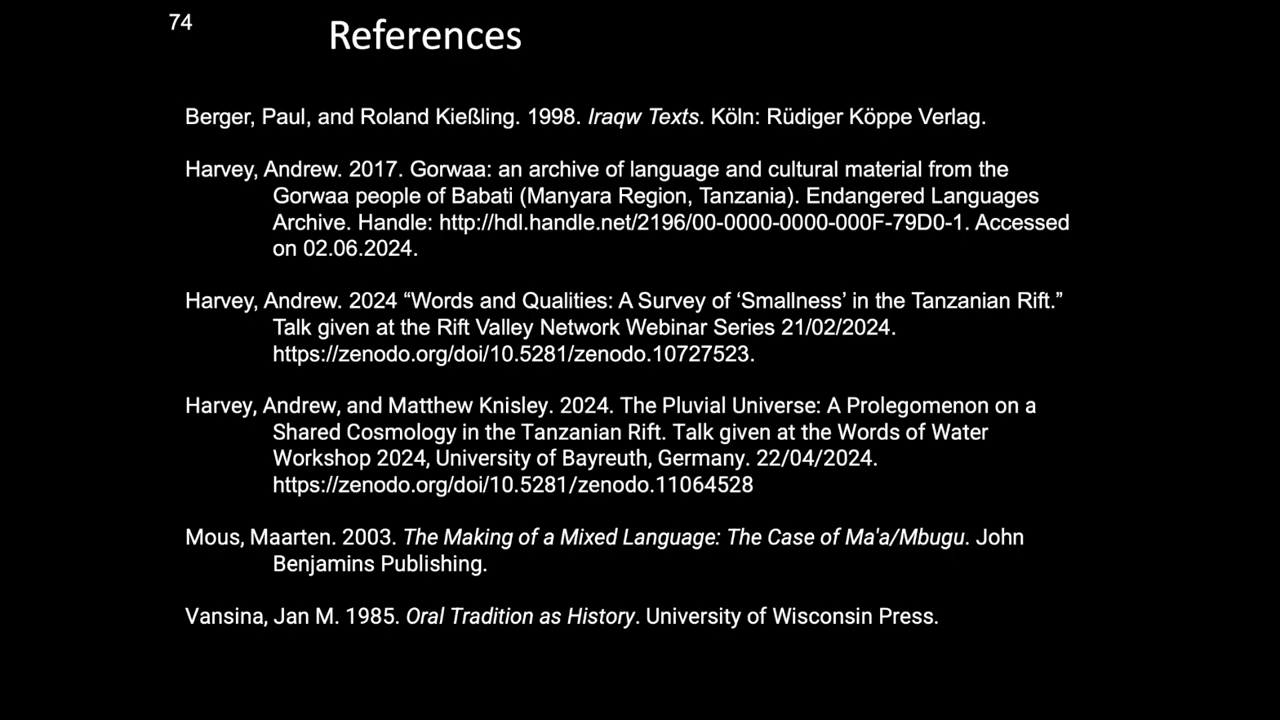 74
References
Berger, Paul, and Roland Kießling. 1998. Iraqw Texts. Köln: Rüdiger Köppe Verlag.
Harvey, Andrew. 2017. Gorwaa: an archive of language and cultural material from the
Gorwaa people of Babati (Manyara Region, Tanzania). Endangered Languages
Archive. Handle: http://hdl.handle.net/2196/00-0000-0000-000F-79D0-1. Accessed
on 02.06.2024.
Harvey, Andrew. 2024 “Words and Qualities: A Survey of ‘Smallness’ in the Tanzanian Rift.”
Talk given at the Rift Valley Network Webinar Series 21/02/2024.
https://zenodo.org/doi/10.5281/zenodo.10727523.
Harvey, Andrew, and Matthew Knisley. 2024. The Pluvial Universe: A Prolegomenon on a
Shared Cosmology in the Tanzanian Rift. Talk given at the Words of Water
Workshop 2024, University of Bayreuth, Germany. 22/04/2024.
https://zenodo.org/doi/10.5281/zenodo.11064528
Mous, Maarten. 2003. The Making of a Mixed Language: The Case of Ma'a/Mbugu. John
Benjamins Publishing.
Vansina, Jan M. 1985. Oral Tradition as History. University of Wisconsin Press.